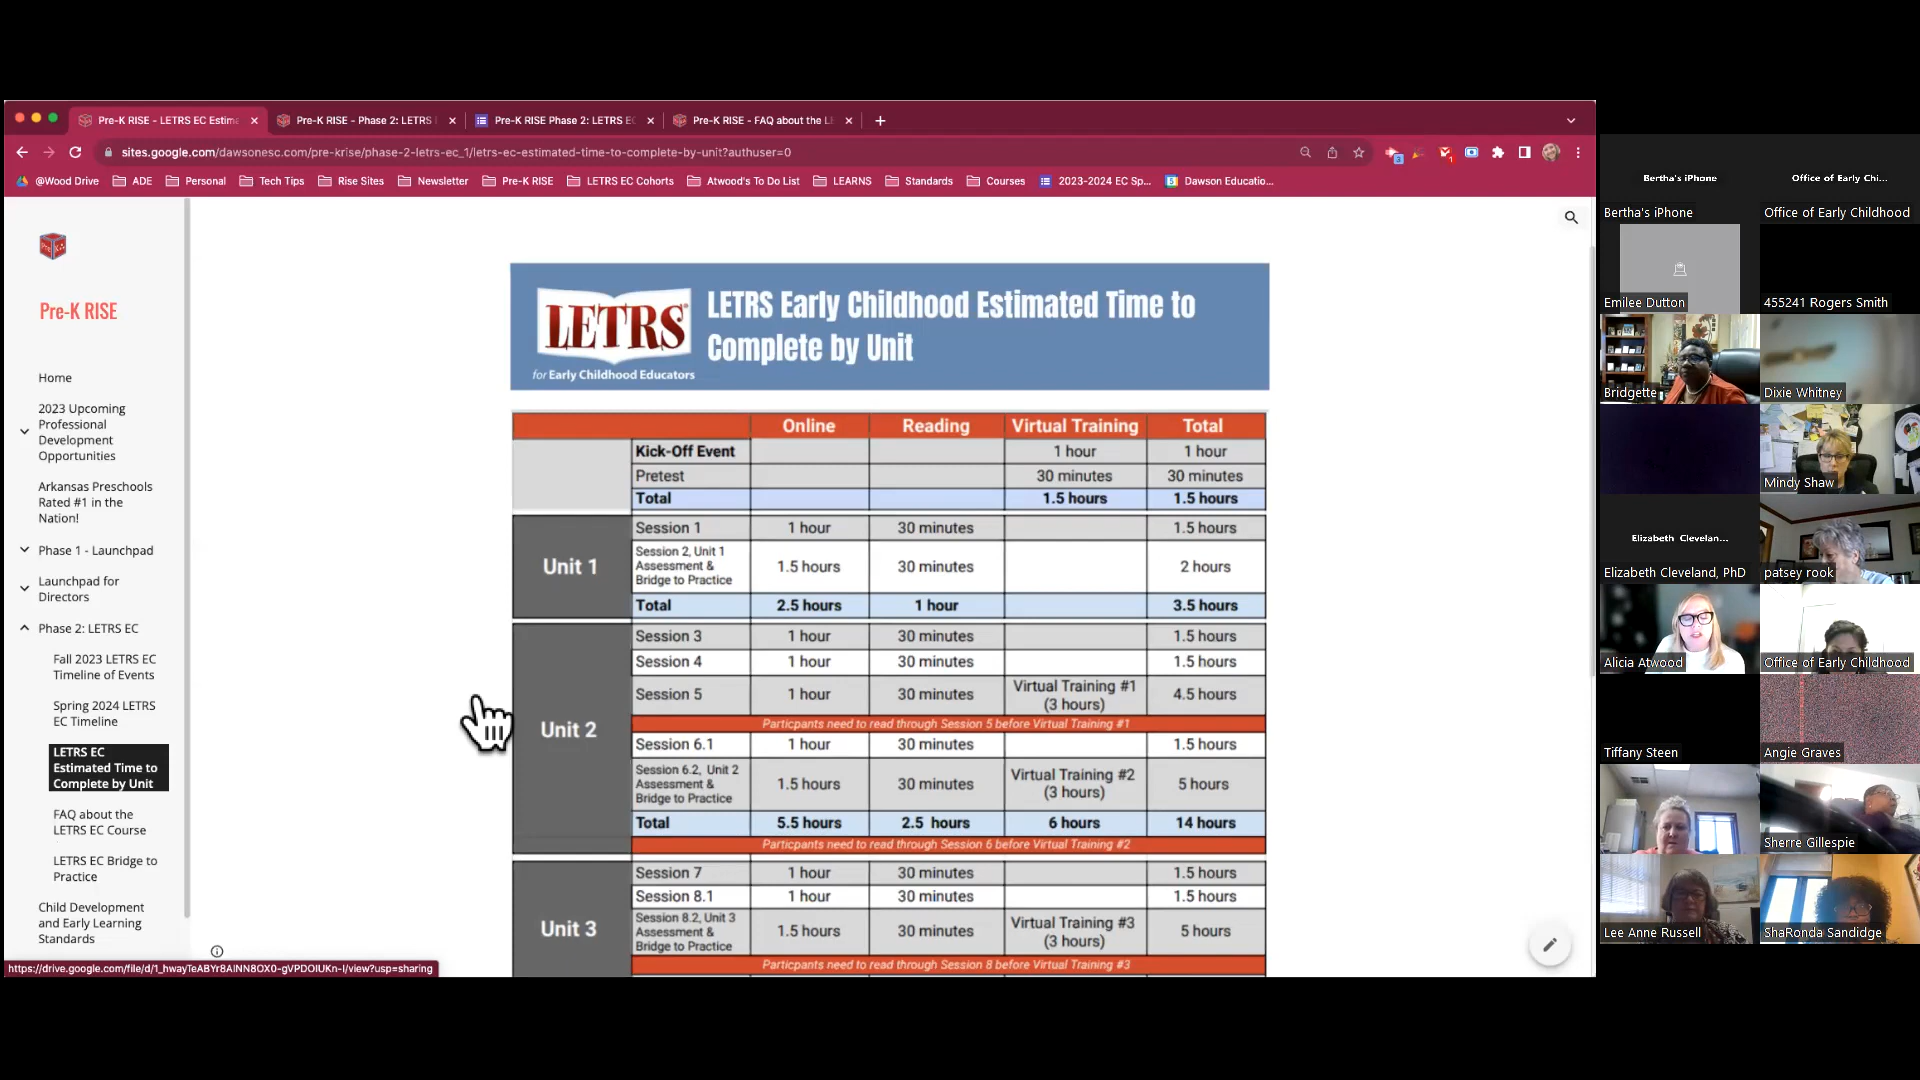 Pre-K RISE - LETRS EC Estima
Pre-K RISE - Phase 2: LETRS E
Pre-K RISE Phase 2: LETRS EC
Pre-K RISE - FAQ about the LE
sites.google.com/dawsonesc.com/pre-krise/phase-2-letrs-ec_1/letrs-ec-estimated-time-to-complete-by-unit?authuser=0
@Wood Drive ADE Personal Tech Tips Rise Sites Newsletter Pre-K RISE LETRS EC Cohorts Atwood's To Do List LEARNS Standards Courses 2023-2024 EC Sp... Dawson Educatio...
Pre-K RISE
Home
2023 Upcoming
Professional
Development
Opportunities
Arkansas Preschools
Rated #1 in the
Nation!
Phase 1 - Launchpad
Launchpad for
Directors
Phase 2: LETRS EC
Fall 2023 LETRS EC
Timeline of Events
Spring 2024 LETRS
EC Timeline
LETRS EC
Estimated Time to
Complete by Unit
FAQ about the
LETRS EC Course
LETRS EC Bridge to
Practice
Child Development
and Early Learning
Standards
LETRS
for Early Childhood Educators
LETRS Early Childhood Estimated Time to
Complete by Unit
Online Reading Virtual Training Total
Kick-Off Event 1 hour 1 hour
Pretest 30 minutes 30 minutes
Total 1.5 hours 1.5 hours
Unit 1
Session 1 1 hour 30 minutes 1.5 hours
Session 2, Unit 1
Assessment &
Bridge to Practice
1.5 hours 30 minutes 2 hours
Total 2.5 hours 1 hour 3.5 hours
Unit 2
Session 3 1 hour 30 minutes 1.5 hours
Session 4 1 hour 30 minutes 1.5 hours
Session 5 1 hour 30 minutes Virtual Training #1
(3 hours)
4.5 hours
Particpants need to read through Session 5 before Virtual Training #1
Session 6.1 1 hour 30 minutes 1.5 hours
Session 6.2, Unit 2
Assessment &
Bridge to Practice
1.5 hours 30 minutes Virtual Training #2
(3 hours)
5 hours
Total 5.5 hours 2.5 hours 6 hours 14 hours
Particpants need to read through Session 6 before Virtual Training #2
Unit 3
Session 7 1 hour 30 minutes 1.5 hours
Session 8.1 1 hour 30 minutes 1.5 hours
Session 8.2, Unit 3
Assessment &
Bridge to Practice
1.5 hours 30 minutes Virtual Training #3
(3 hours)
5 hours
Particpants need to read through Session 8 before Virtual Training #3
Bertha's iPhone
Office of Early Chi...
Bertha's iPhone
Office of Early Childhood
Emilee Dutton
455241 Rogers Smith
Bridgette
Dixie Whitney
Mindy Shaw
Elizabeth Clevelan...
Elizabeth Cleveland, PhD
patsey rook
Alicia Atwood
Office of Early Childhood
Tiffany Steen
Angie Graves
Sherre Gillespie
Lee Anne Russell
ShaRonda Sandidge